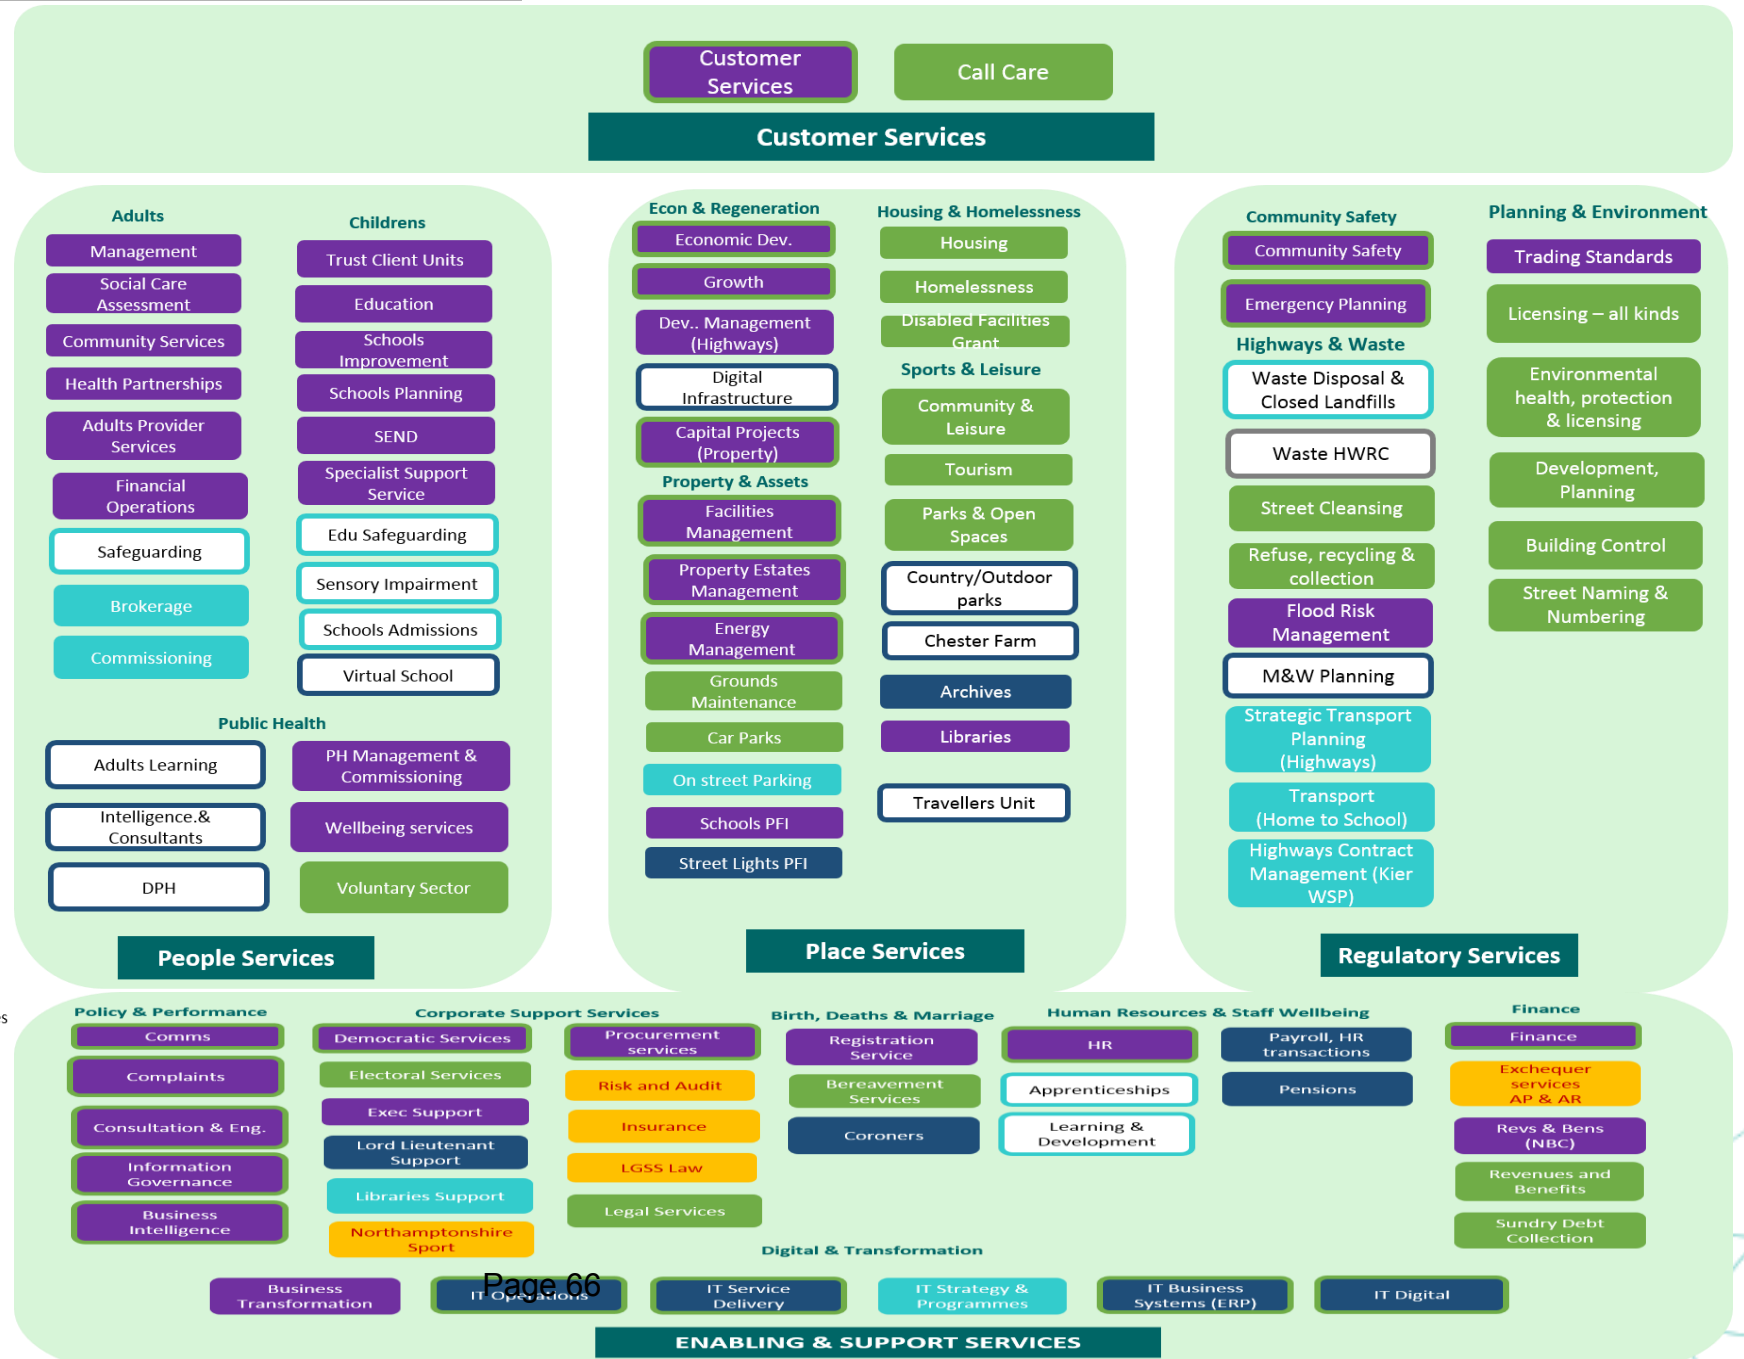 Customer
Services
Call Care
Customer Services
Adults
Management
Social Care
Assessment
Community Services
Health Partnerships
Adults Provider
Services
Financial
Operations
Safeguarding
Brokerage
Commissioning
Childrens
Trust Client Units
Education
Schools
Improvement
Schools Planning
SEND
Specialist Support
Service
Edu Safeguarding
Sensory Impairment
Schools Admissions
Virtual School
Public Health
Adults Learning
Intelligence.&
Consultants
DPH
PH Management &
Commissioning
Wellbeing services
Voluntary Sector
People Services
Econ & Regeneration
Economic Dev.
Growth
Dev.. Management
(Highways)
Digital
Infrastructure
Capital Projects
(Property)
Property & Assets
Facilities
Management
Property Estates
Management
Energy
Management
Grounds
Maintenance
Car Parks
On street Parking
Schools PFI
Street Lights PFI
Housing & Homelessness
Housing
Homelessness
Disabled Facilities
Grant
Sports & Leisure
Community &
Leisure
Tourism
Parks & Open
Spaces
Country/Outdoor
parks
Chester Farm
Archives
Libraries
Travellers Unit
Place Services
Community Safety
Community Safety
Emergency Planning
Highways & Waste
Waste Disposal &
Closed Landfills
Waste HWRC
Street Cleansing
Refuse, recycling &
collection
Flood Risk
Management
M&W Planning
Strategic Transport
Planning
(Highways)
Transport
(Home to School)
Highways Contract
Management (Kier
WSP)
Planning & Environment
Trading Standards
Licensing – all kinds
Environmental
health, protection
& licensing
Development,
Planning
Building Control
Street Naming &
Numbering
Regulatory Services
es
Policy & Performance
Comms
Complaints
Consultation & Eng.
Information
Governance
Business
Intelligence
Corporate Support Services
Democratic Services
Electoral Services
Exec Support
Lord Lieutenant
Support
Libraries Support
Northamptonshire
Sport
Procurement
services
Risk and Audit
Insurance
LGSS Law
Legal Services
Birth, Deaths & Marriage
Registration
Service
Bereavement
Services
Coroners
Human Resources & Staff Wellbeing
HR
Apprenticeships
Learning &
Development
Payroll, HR
transactions
Pensions
Finance
Finance
Exchequer
services
AP & AR
Revs & Bens
(NBC)
Revenues and
Benefits
Sundry Debt
Collection
Digital & Transformation
Business
Transformation
IT Operations
Page 66
IT Service
Delivery
IT Strategy &
Programmes
IT Business
Systems (ERP)
IT Digital
ENABLING & SUPPORT SERVICES